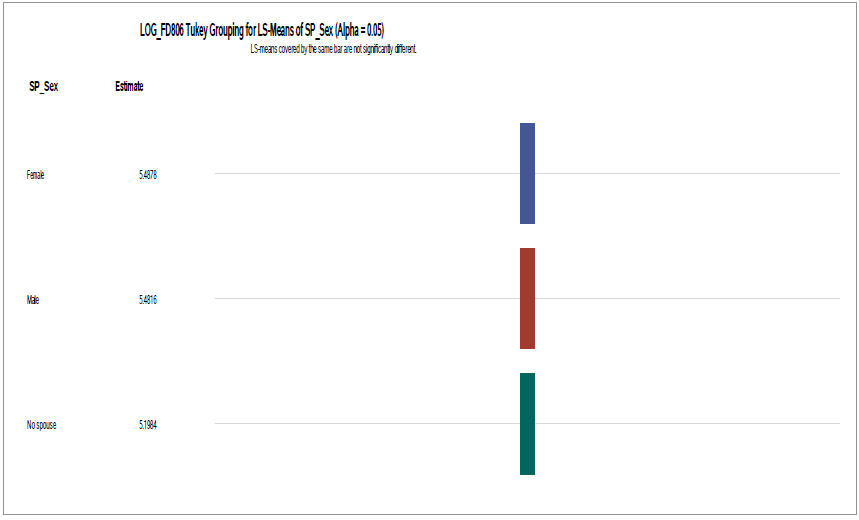 LOG_FD806 Tukey Grouping for LS-Means of SP_Sex (Alpha = 0.05)
LS-means covered by the same bar are not significantly different.
SP_Sex Estimate
Female 5.4878
Male 5.4816
No spouse 5.1984